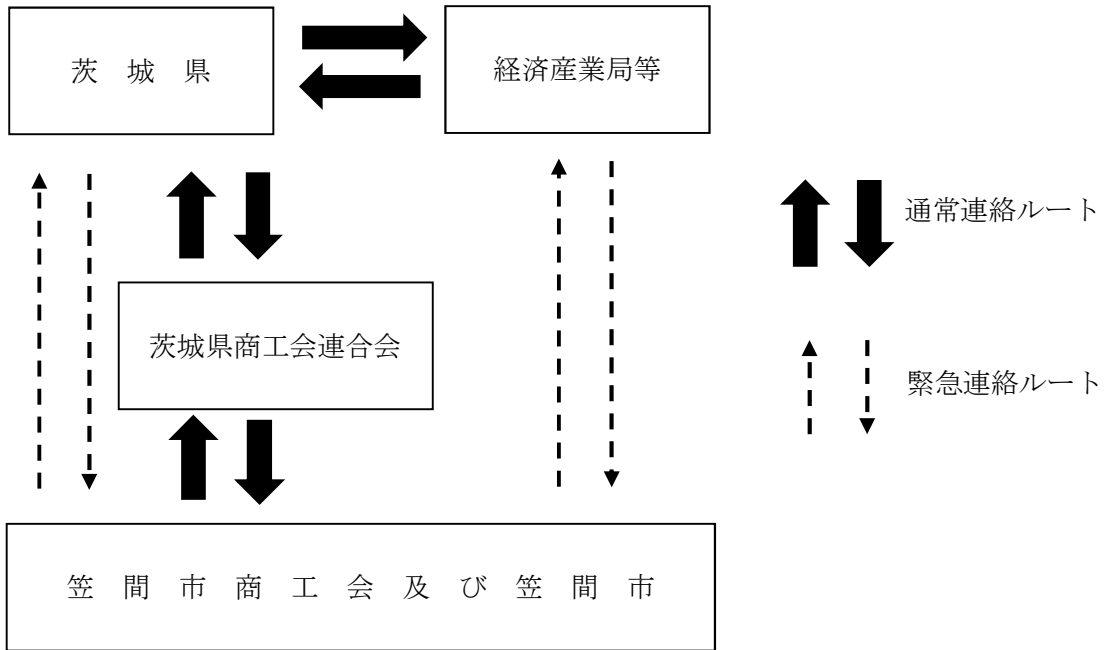 茨 城 県
経済産業局等
通常連絡ルート
茨城県商工会連合会
緊急連絡ルート
笠 間 市 商 工 会 及 び 笠 間 市